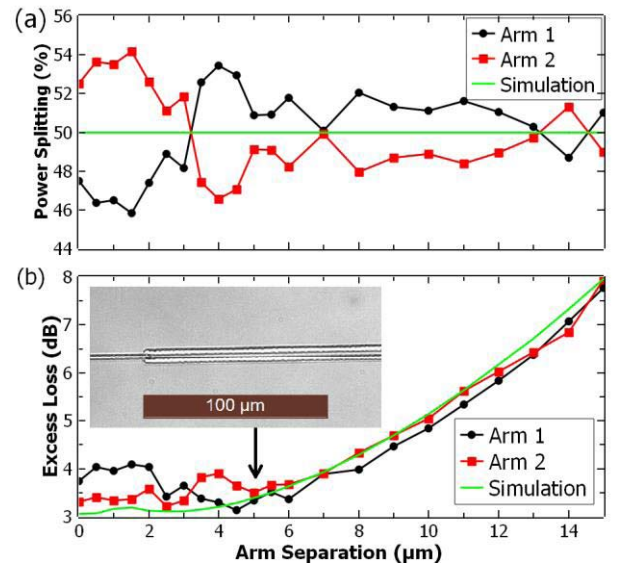 (a)
56
54
52
50
48
46
44
Power Splitting (%)
Arm 1
Arm 2
Simulation
(b)
8
7
6
5
4
3
Excess Loss (dB)
100 µm
Arm 1
Arm 2
Simulation
0 2 4 6 8 10 12 14
Arm Separation (µm)